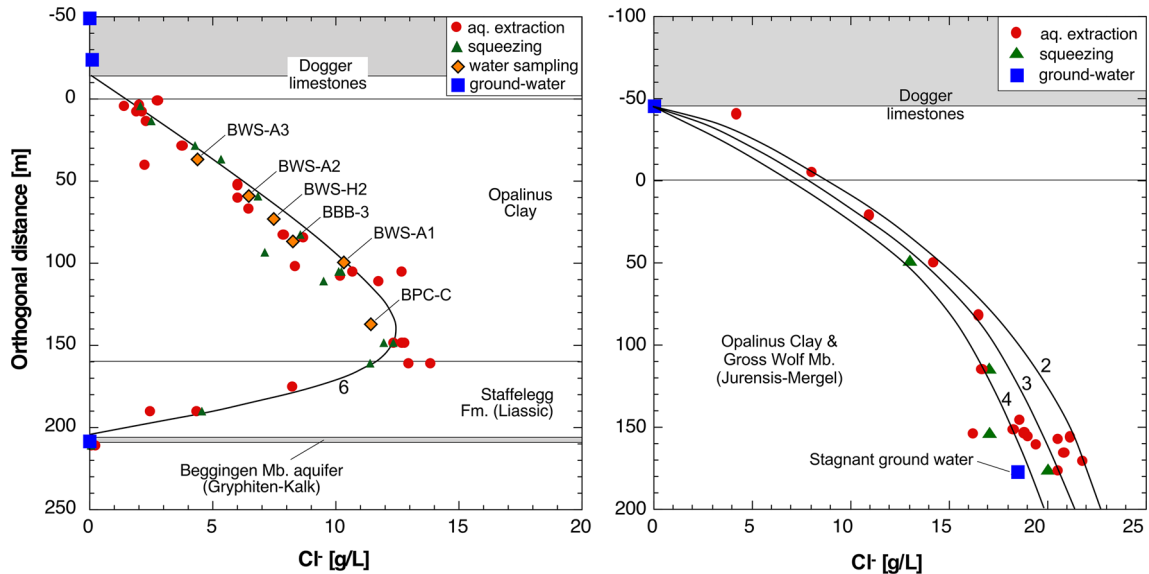 -50
0
50
100
150
200
250
Orthogonal distance [m]
0
5
10
15
20
Cl- [g/L]
aq. extraction
squeezing
water sampling
ground-water
Dogger
limestones
BWS-A3
BWS-A2
BWS-H2
BBB-3
BWS-A1
BPC-C
Opalinus
Clay
6
Staffelegg
Fm. (Liassic)
Beggingen Mb. aquifer
(Gryphiten-Kalk)
-100
-50
0
50
100
150
200
0
5
10
15
20
25
Cl- [g/L]
aq. extraction
squeezing
ground-water
Dogger
limestones
Opalinus Clay &
Gross Wolf Mb.
(Jurensis-Mergel)
2
3
4
Stagnant ground water